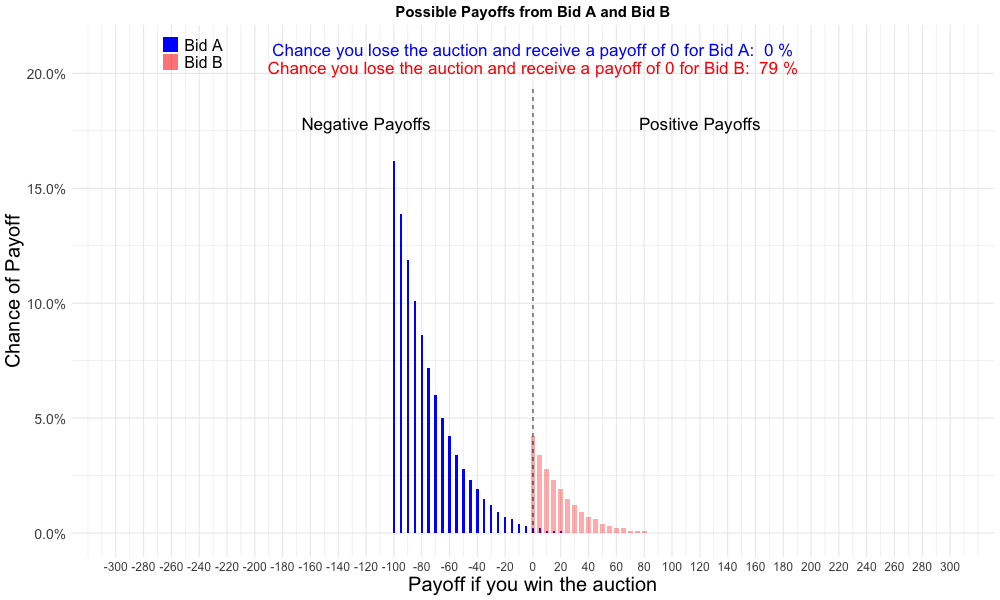 Possible Payoffs from Bid A and Bid B
Bid A
Bid B
Chance you lose the auction and receive a payoff of 0 for Bid A:  0 %
Chance you lose the auction and receive a payoff of 0 for Bid B:  79 %
Negative Payoffs
Positive Payoffs
Chance of Payoff
20.0%
15.0%
10.0%
5.0%
0.0%
-300 -280 -260 -240 -220 -200 -180 -160 -140 -120 -100 -80 -60 -40 -20 0 20 40 60 80 100 120 140 160 180 200 220 240 260 280 300
Payoff if you win the auction